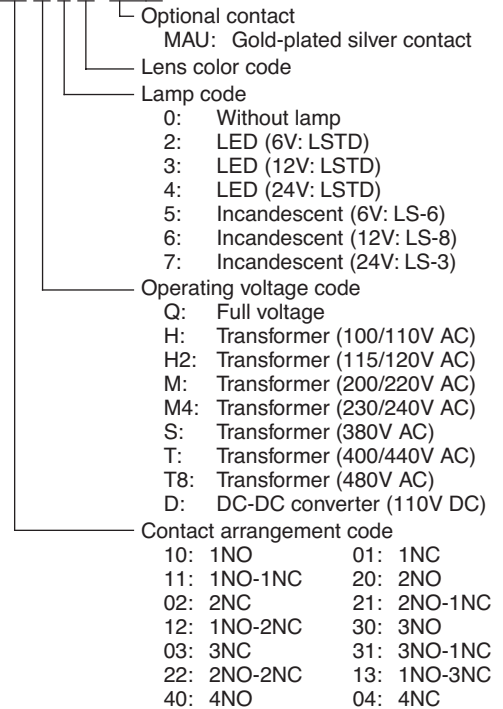 Optional contact
MAU: Gold-plated silver contact
Lens color code
Lamp code
0: Without lamp
2: LED (6V: LSTD)
3: LED (12V: LSTD)
4: LED (24V: LSTD)
5: Incandescent (6V: LS-6)
6: Incandescent (12V: LS-8)
7: Incandescent (24V: LS-3)
Operating voltage code
Q: Full voltage
H: Transformer (100/110V AC)
H2: Transformer (115/120V AC)
M: Transformer (200/220V AC)
M4: Transformer (230/240V AC)
S: Transformer (380V AC)
T: Transformer (400/440V AC)
T8: Transformer (480V AC)
D: DC-DC converter (110V DC)
Contact arrangement code
10: 1NO 01: 1NC
11: 1NO-1NC 20: 2NO
02: 2NC 21: 2NO-1NC
12: 1NO-2NC 30: 3NO
03: 3NC 31: 3NO-1NC
22: 2NO-2NC 13: 1NO-3NC
40: 4NO 04: 4NC